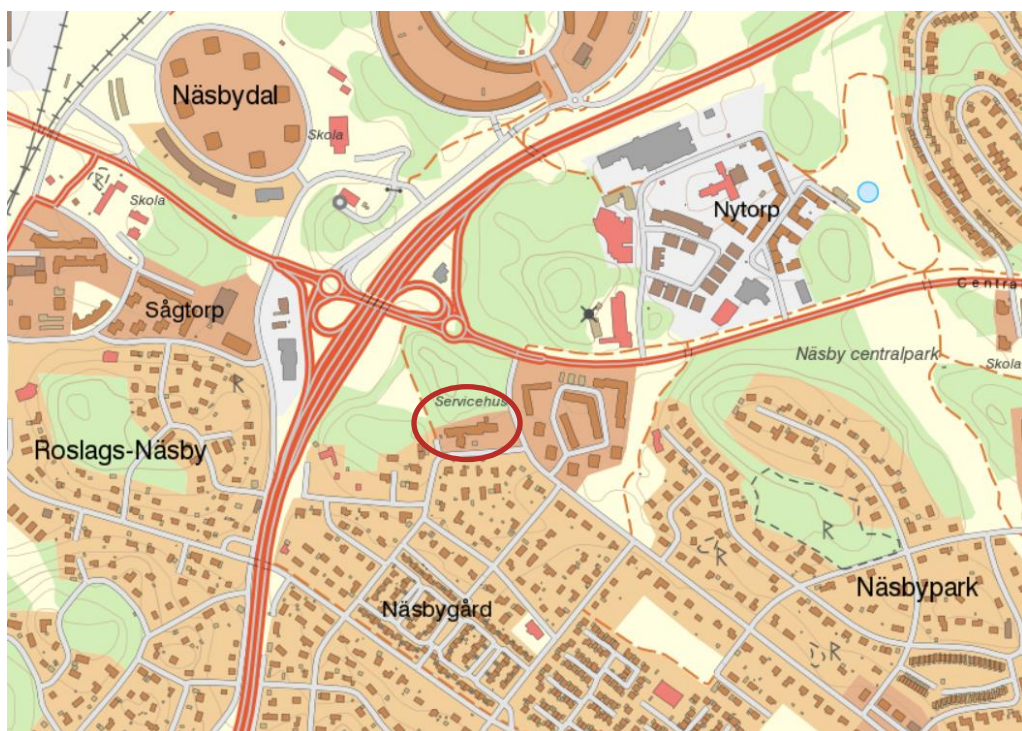 Näsbydal
Skola
Skola
Nytorp
Centra
Sågtorp
Näsby centralpark
Skola
Servicehus
Roslags-Näsby
Näsbypark
Näsbygård
R
R
R
R
R
R